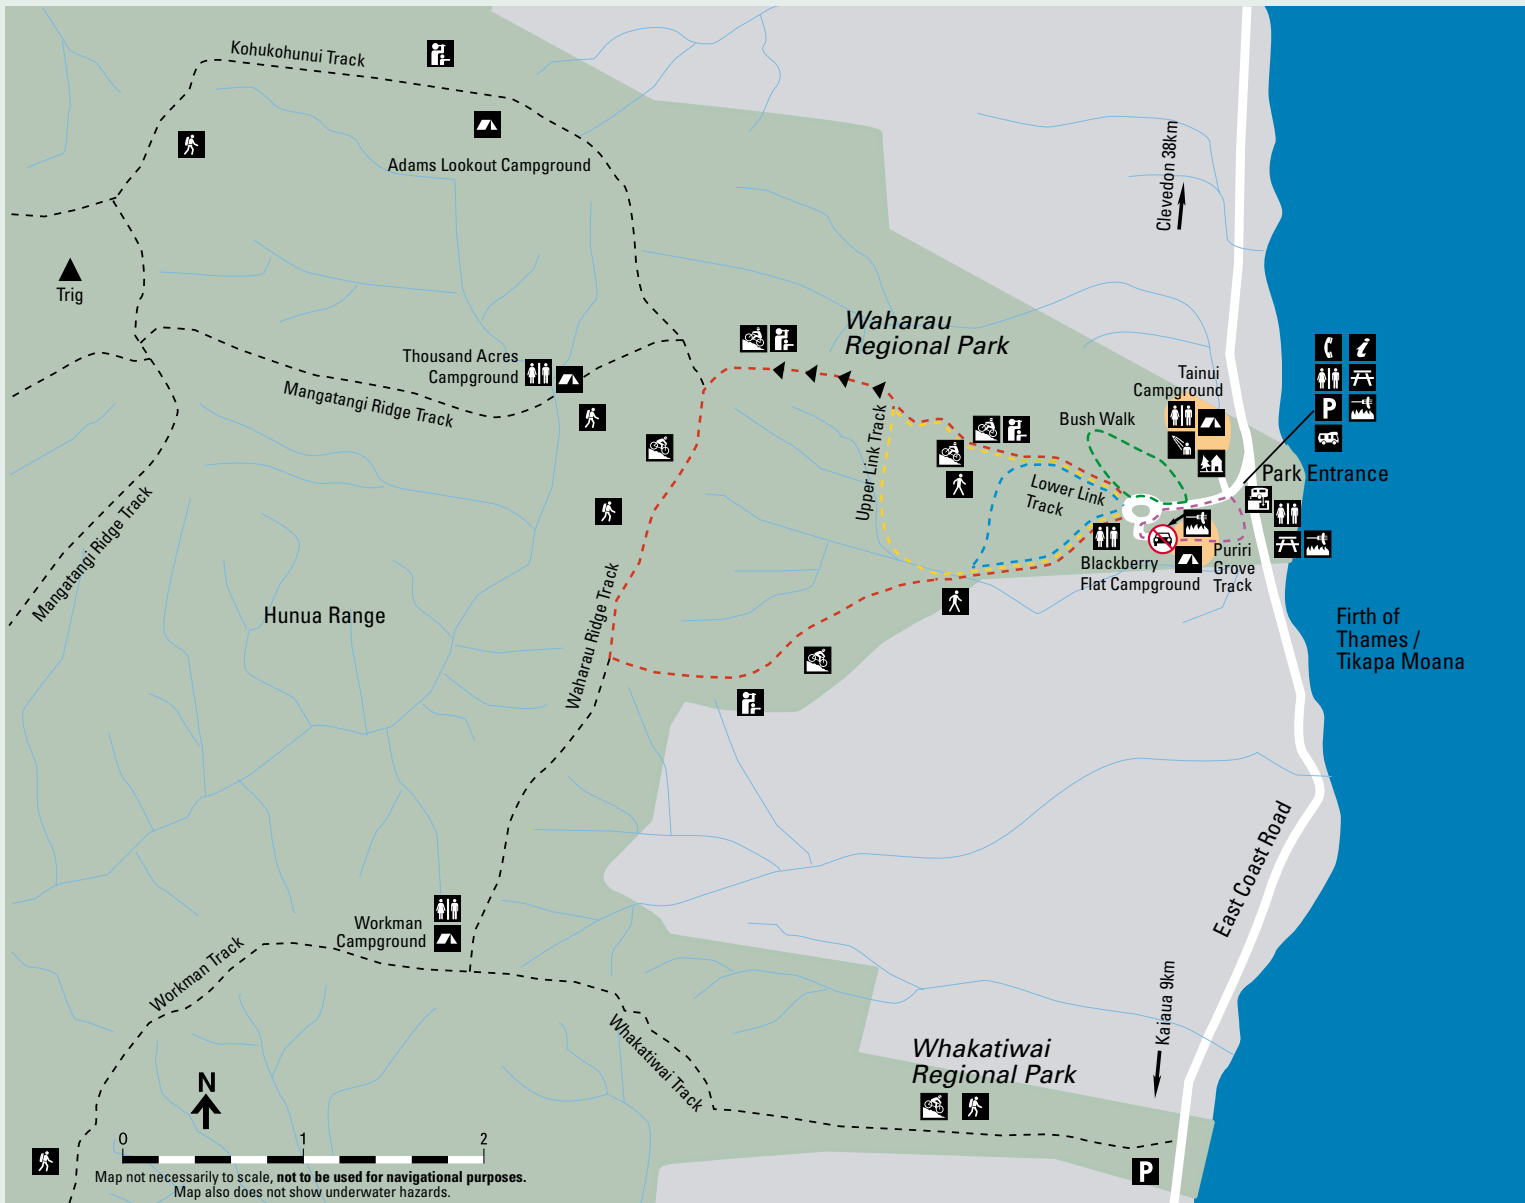 Kohukohunui Track
Adams Lookout Campground
Clevedon 38km
Trig
Waharau
Regional Park
Thousand Acres
Campground
Mangatangi Ridge Track
Tainui
Campground
Bush Walk
Upper Link Track
Lower Link
Track
P
i
Park Entrance
Mangatangi Ridge Track
Blackberry
Flat Campground
Puriri
Grove
Track
Hunua Range
Waharau Ridge Track
Firth of
Thames /
Tikapa Moana
East Coast Road
Workman
Campground
Workman Track
Whakatiwai Track
Kaiaua 9km
Whakatiwai
Regional Park
N
0 1 2
P
Map not necessarily to scale, not to be used for navigational purposes.
Map also does not show underwater hazards.